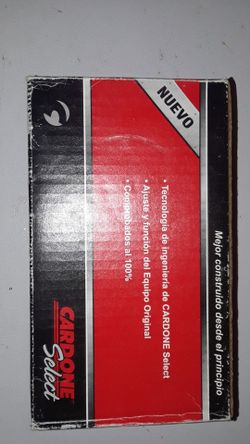 NUEVO
Mejor construido desde el principio
• Tecnología de ingeniería de CARDONE Select
• Ajuste y función del Equipo Original
• Comprobados al 100%
CARDONE
Select